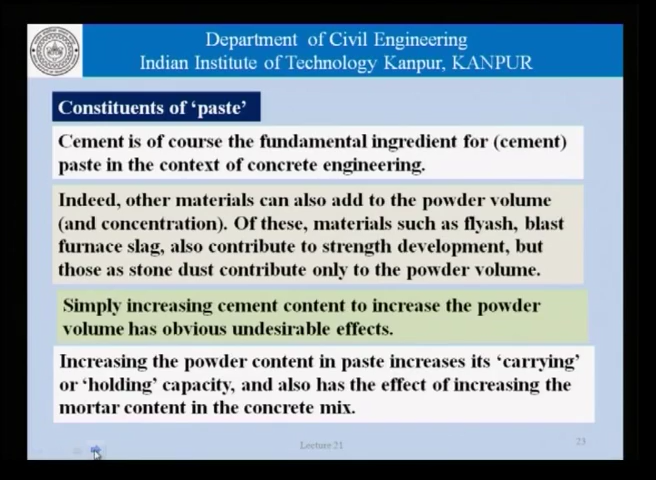 Department of Civil Engineering
Indian Institute of Technology Kanpur, KANPUR
Constituents of 'paste'
Cement is of course the fundamental ingredient for (cement)
paste in the context of concrete engineering.
Indeed, other materials can also add to the powder volume
(and concentration). Of these, materials such as flyash, blast
furnace slag, also contribute to strength development, but
those as stone dust contribute only to the powder volume.
Simply increasing cement content to increase the powder
volume has obvious undesirable effects.
Increasing the powder content in paste increases its 'carrying'
or 'holding' capacity, and also has the effect of increasing the
mortar content in the concrete mix.
Lecture 21
23